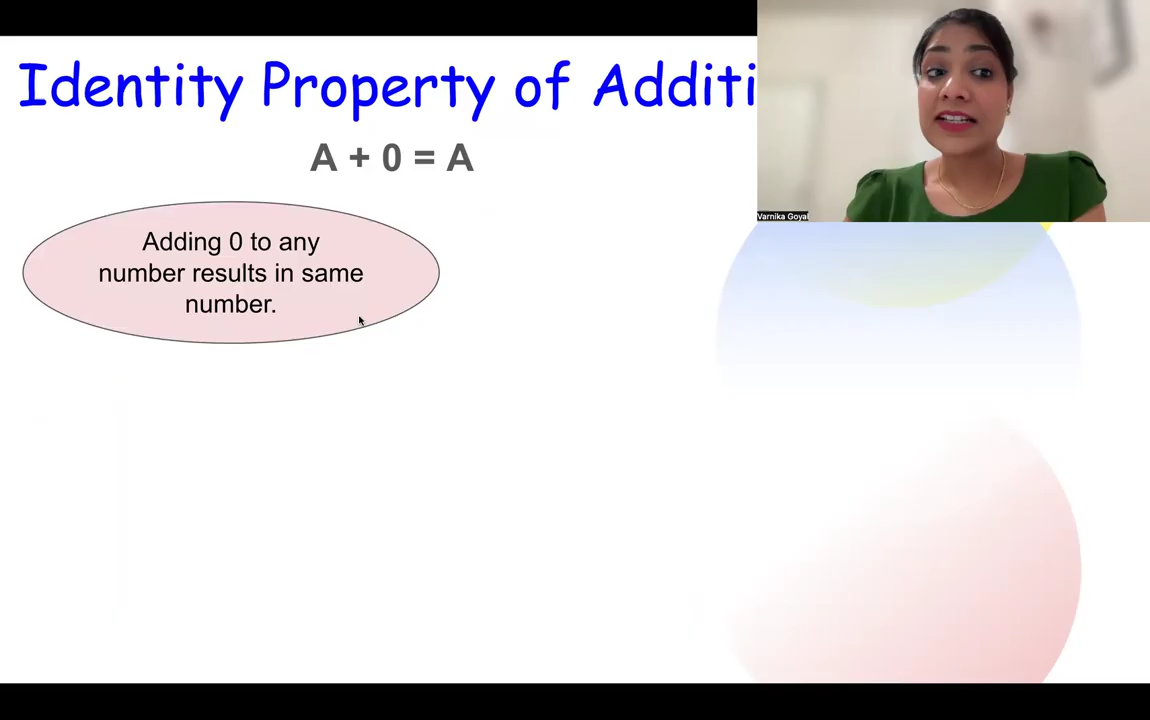 Identity Property of Additi
A + 0 = A
Adding 0 to any
number results in same
number.
Varnika Goyal